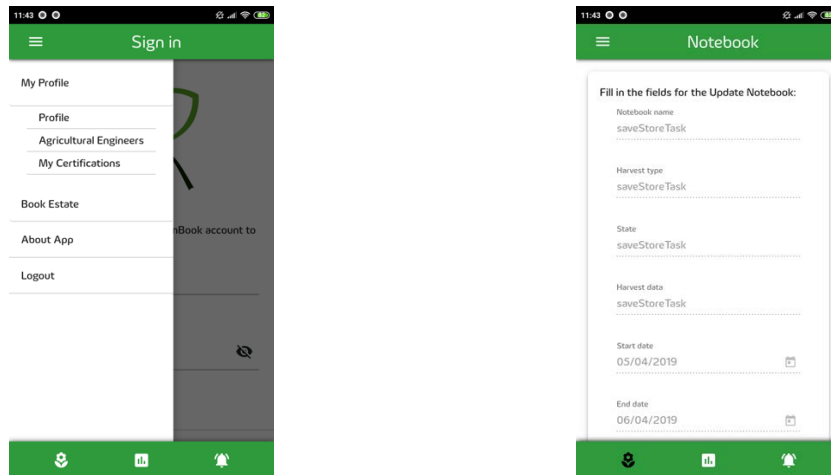 11:43
82
Sign in
My Profile
Profile
Agricultural Engineers
My Certifications
Book Estate
nBook account to
About App
Logout
11:43
Notebook
Fill in the fields for the Update Notebook:
Notebook name
saveStoreTask
Harvest type
saveStoreTask
State
saveStoreTask
Harvest data
saveStoreTask
Start date
05/04/2019
End date
06/04/2019